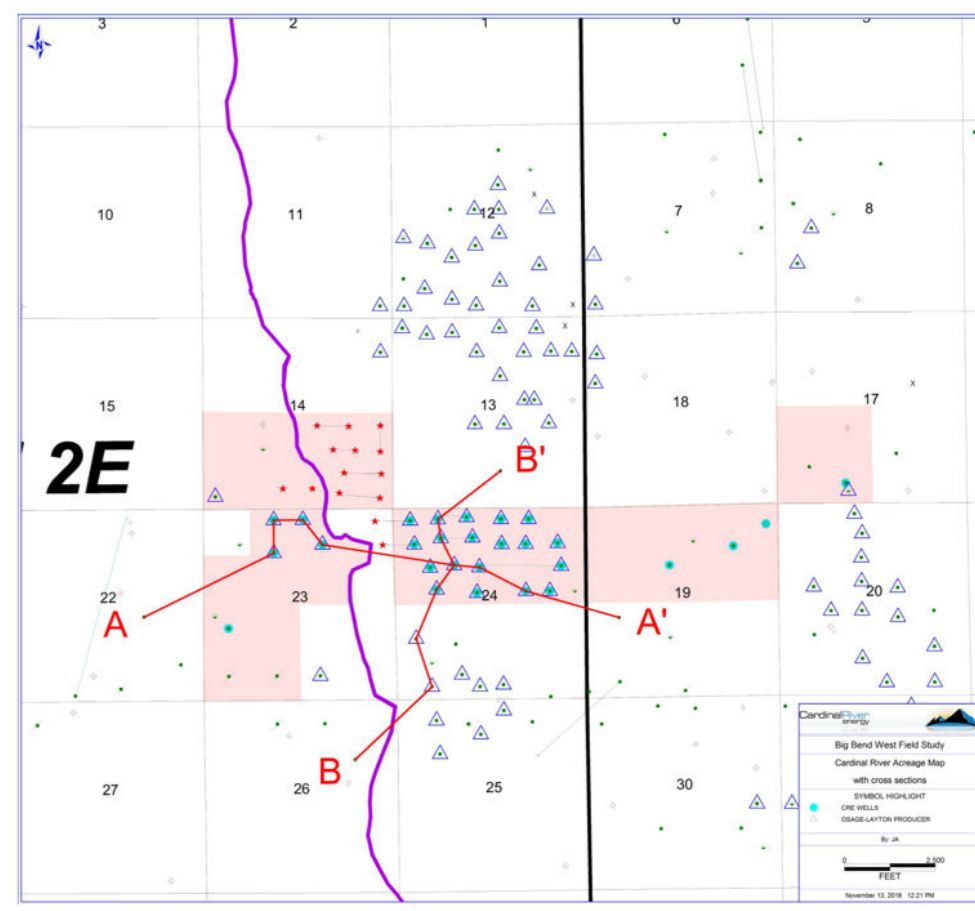 3
2
1
6
N
10
11
12
7
8
x
x
x
15
14
13
18
17
x
2E
B'
22
23
24
19
20
A
A'
B
27
26
25
30
CardinalRiver
energy
Big Bend West Field Study
Cardinal River Acreage Map
with cross sections
SYMBOL HIGHLIGHT
CRE WELLS
OSAGE-LAYTON PRODUCER
By: JA
0 2,500
FEET
November 13, 2018 12:21 PM